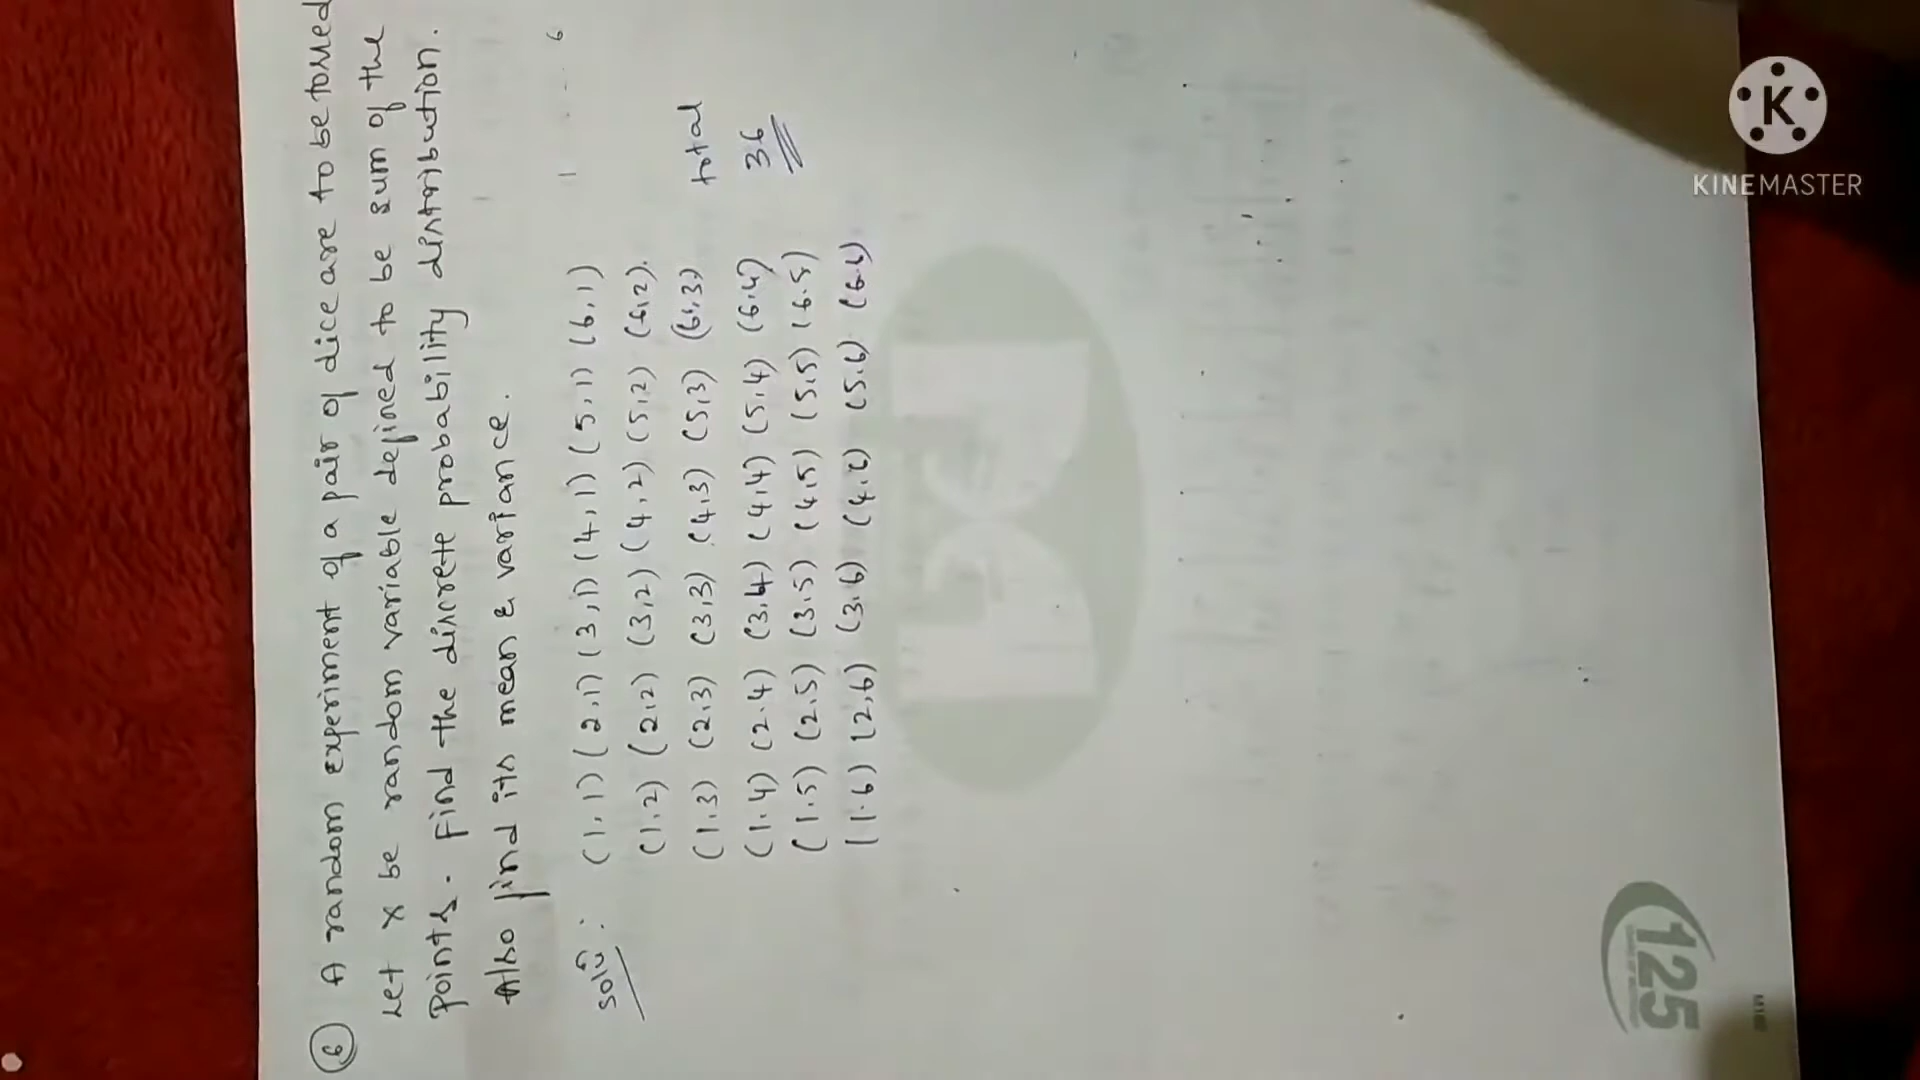 6 A random experiment of a pair of dice are to be tossed
Let x be random variable defined to be sum of the
points. Find the discrete probability distribution.
Also find its mean & variance.
1 - - - 6
soln: (1,1) (2,1) (3,1) (4,1) (5,1) (6,1)
(1,2) (2,2) (3,2) (4,2) (5,2) (6,2).
(1.3) (2,3) (3,3) (4,3) (5,3) (6,3) total
(1.4) (2.4) (3,4) (4,4) (5,4) (6,4) 36
(1.5) (2.5) (3,5) (4,5) (5,5) (6.5)
(1.6) (2,6) (3,6) (4,6) (5,6) (6.6)
125
KINEMASTER